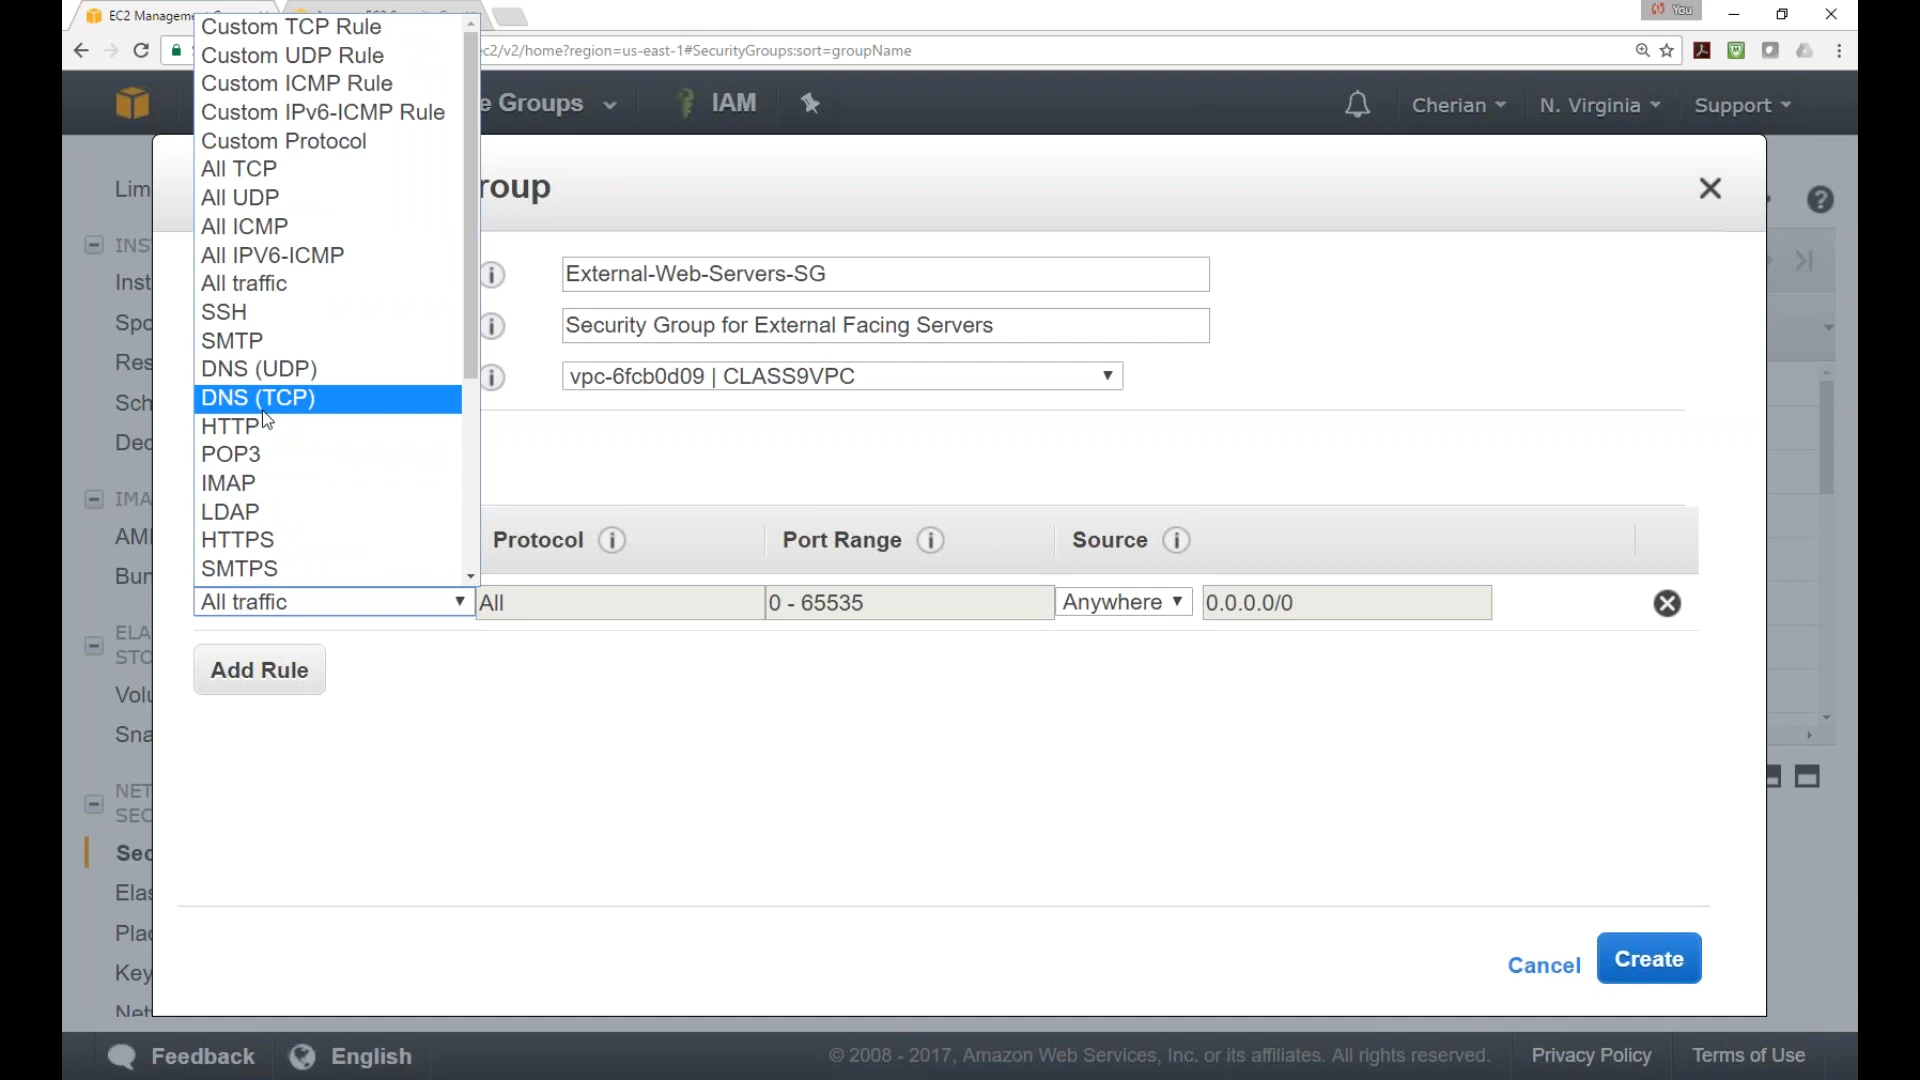 EC2 Manageme
You
c2/v2/home?region=us-east-1#SecurityGroups:sort=groupName
e Groups
IAM
Cherian
N. Virginia
Support
Custom TCP Rule
Custom UDP Rule
Custom ICMP Rule
Custom IPv6-ICMP Rule
Custom Protocol
All TCP
All UDP
All ICMP
All IPV6-ICMP
All traffic
SSH
SMTP
DNS (UDP)
DNS (TCP)
HTTP
POP3
IMAP
LDAP
HTTPS
SMTPS
All traffic
Lim
INS
Inst
Spo
Res
Sch
Ded
IMA
AMI
Bun
ELA
STO
Volu
Sna
NET
SEC
Sec
Elas
Plac
Key
Net
roup
External-Web-Servers-SG
Security Group for External Facing Servers
vpc-6fcb0d09 | CLASS9VPC
Protocol
Port Range
Source
All
0 - 65535
Anywhere
0.0.0.0/0
Add Rule
Cancel
Create
Feedback
English
© 2008 - 2017, Amazon Web Services, Inc. or its affiliates. All rights reserved.
Privacy Policy
Terms of Use